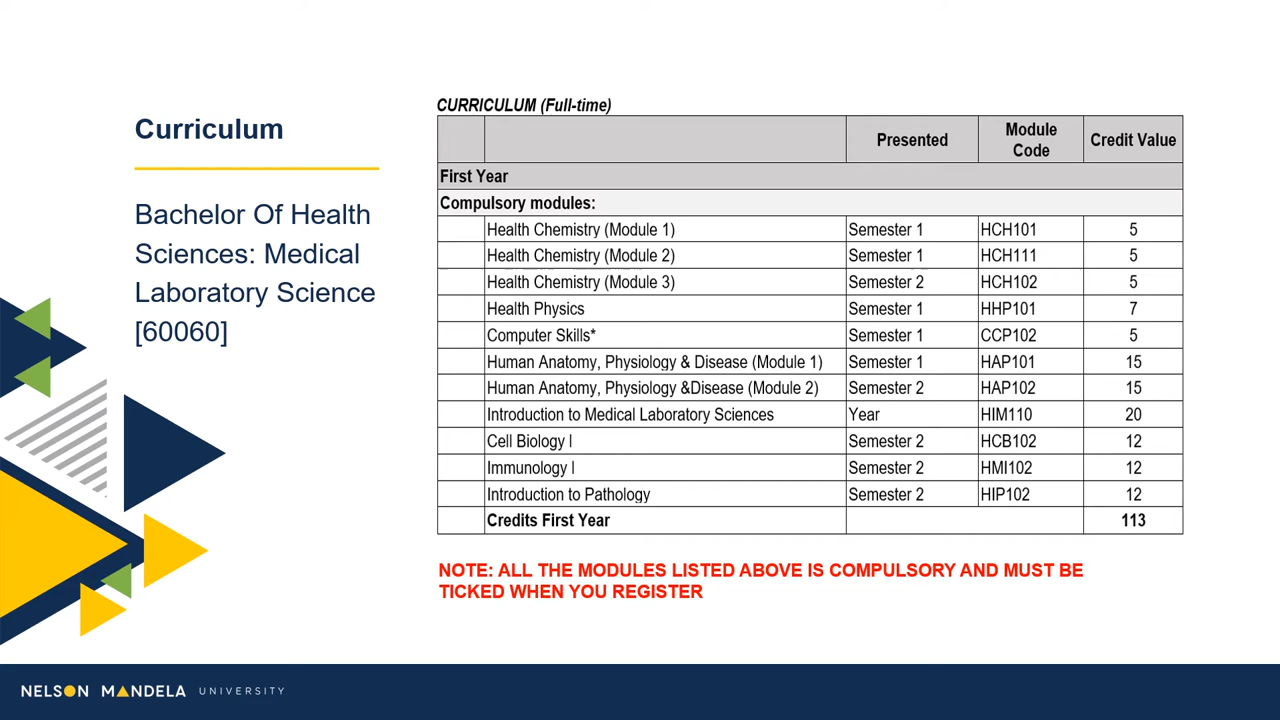 Curriculum
Bachelor Of Health
Sciences: Medical
Laboratory Science
[60060]
CURRICULUM (Full-time)
Presented Module Code Credit Value
First Year
Compulsory modules:
Health Chemistry (Module 1) Semester 1 HCH101 5
Health Chemistry (Module 2) Semester 1 HCH111 5
Health Chemistry (Module 3) Semester 2 HCH102 5
Health Physics Semester 1 HHP101 7
Computer Skills* Semester 1 CCP102 5
Human Anatomy, Physiology & Disease (Module 1) Semester 1 HAP101 15
Human Anatomy, Physiology &Disease (Module 2) Semester 2 HAP102 15
Introduction to Medical Laboratory Sciences Year HIM110 20
Cell Biology I Semester 2 HCB102 12
Immunology I Semester 2 HMI102 12
Introduction to Pathology Semester 2 HIP102 12
Credits First Year 113
NOTE: ALL THE MODULES LISTED ABOVE IS COMPULSORY AND MUST BE
TICKED WHEN YOU REGISTER
NELSON MANDELA UNIVERSITY